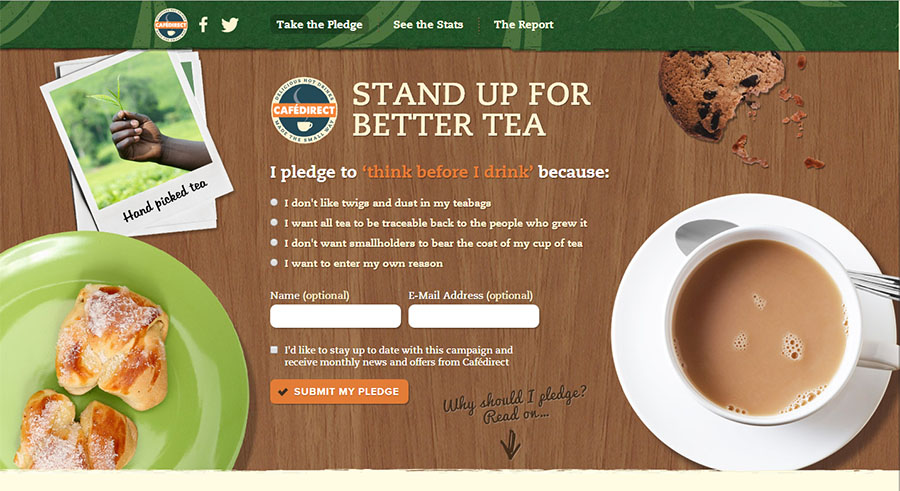 CAFÉDIRECT
Take the Pledge
See the Stats
The Report
DELICIOUS HOT DRINKS
CAFÉDIRECT
MADE THE SMALL WAY
STAND UP FOR
BETTER TEA
Hand picked tea
I pledge to ‘think before I drink’ because:
I don't like twigs and dust in my teabags
I want all tea to be traceable back to the people who grew it
I don't want smallholders to bear the cost of my cup of tea
I want to enter my own reason
Name (optional)
E-Mail Address (optional)
I'd like to stay up to date with this campaign and
receive monthly news and offers from Cafédirect
SUBMIT MY PLEDGE
Why should I pledge?
Read on...